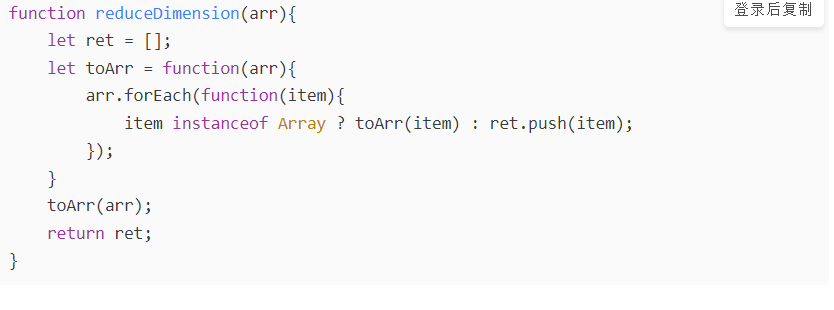 function reduceDimension(arr){
登录后复制
    let ret = [];
    let toArr = function(arr){
        arr.forEach(function(item){
            item instanceof Array ? toArr(item) : ret.push(item);
        });
    }
    toArr(arr);
    return ret;
}